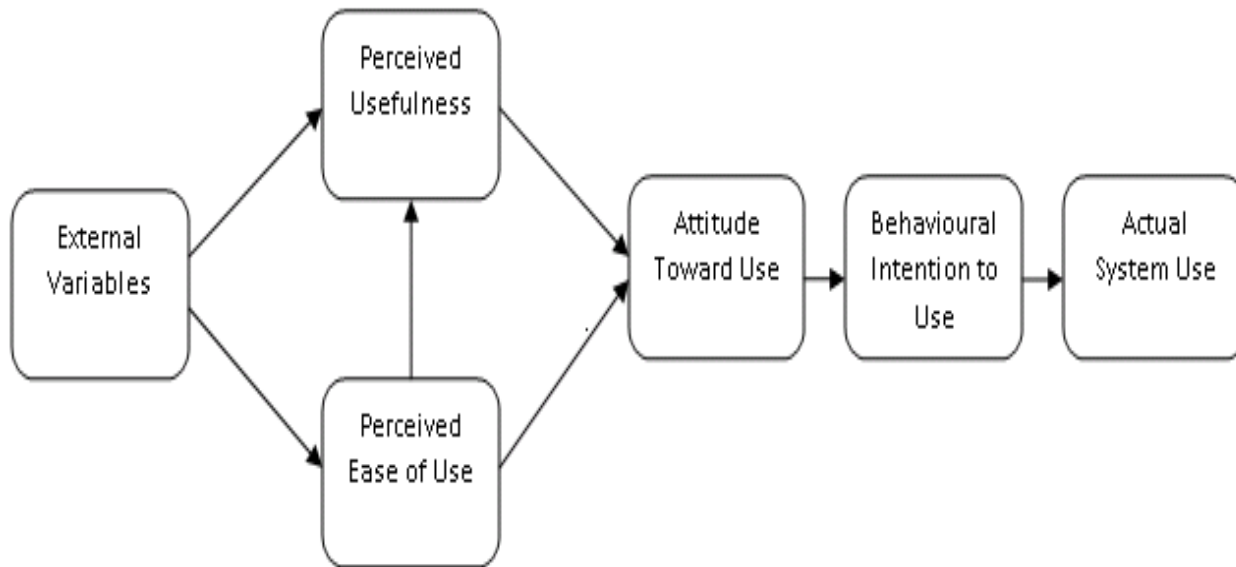 Perceived
Usefulness
External
Variables
Perceived
Ease of Use
Attitude
Toward Use
Behavioural
Intention to
Use
Actual
System Use